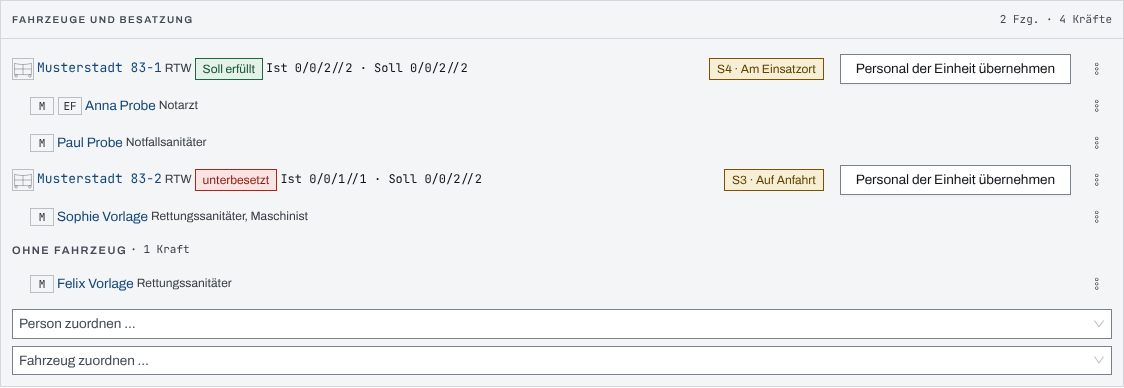 FAHRZEUGE UND BESATZUNG 2 Fzg. · 4 Kräfte
Musterstadt 83-1 RTW Soll erfüllt Ist 0/0/2//2 · Soll 0/0/2//2 S4 · Am Einsatzort Personal der Einheit übernehmen
M EF Anna Probe Notarzt
M Paul Probe Notfallsanitäter
Musterstadt 83-2 RTW unterbesetzt Ist 0/0/1//1 · Soll 0/0/2//2 S3 · Auf Anfahrt Personal der Einheit übernehmen
M Sophie Vorlage Rettungssanitäter, Maschinist
OHNE FAHRZEUG · 1 Kraft
M Felix Vorlage Rettungssanitäter
Person zuordnen ...
Fahrzeug zuordnen ...